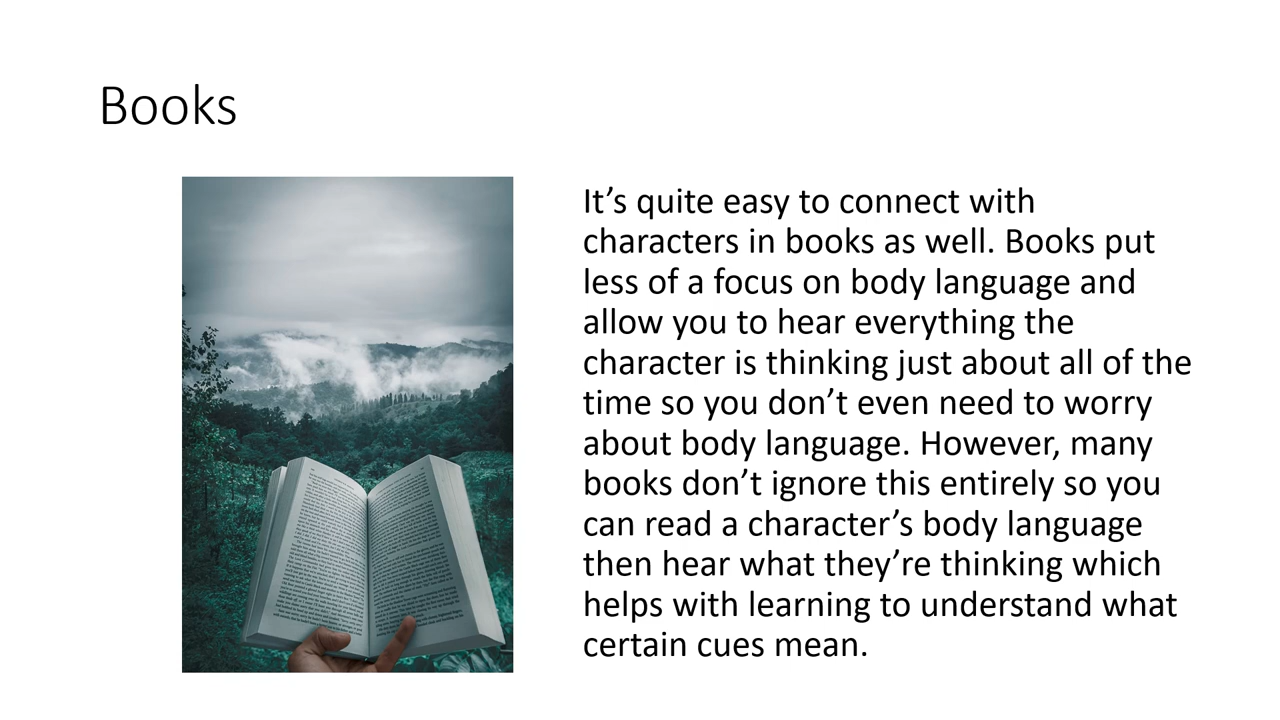 Books
It’s quite easy to connect with
characters in books as well. Books put
less of a focus on body language and
allow you to hear everything the
character is thinking just about all of the
time so you don’t even need to worry
about body language. However, many
books don’t ignore this entirely so you
can read a character’s body language
then hear what they’re thinking which
helps with learning to understand what
certain cues mean.